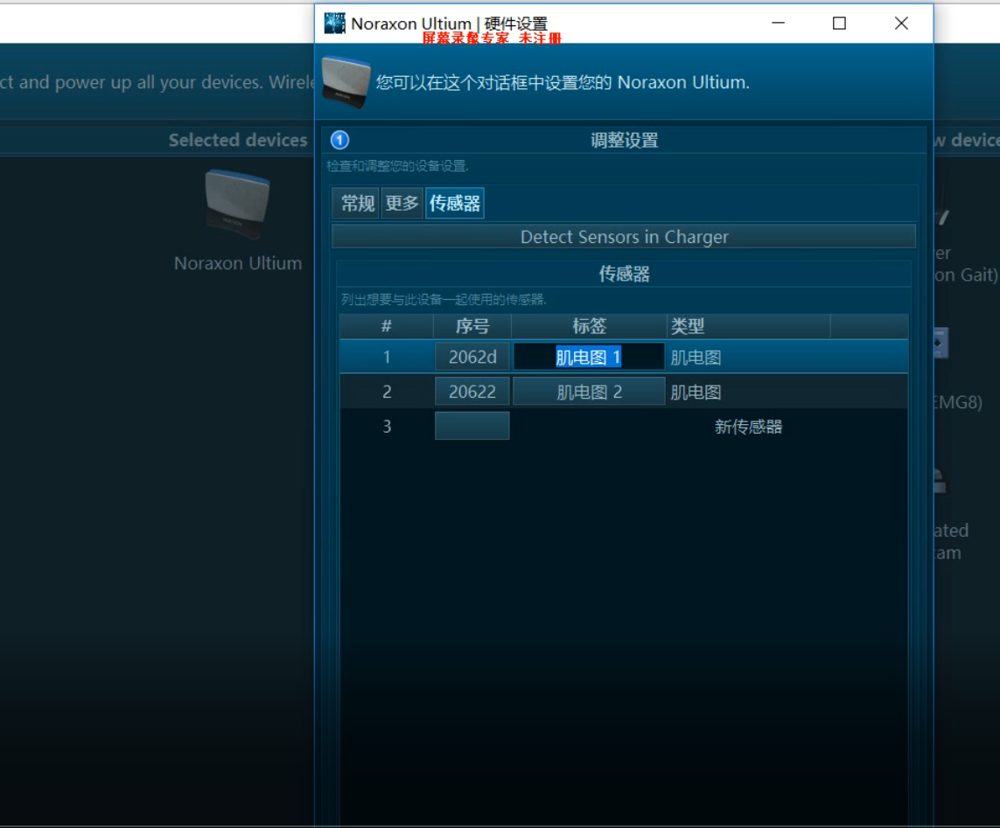 Noraxon Ultium | 硬件设置
屏幕录像专家 未注册
ct and power up all your devices. Wirele
您可以在这个对话框中设置您的 Noraxon Ultium.
Selected devices
1
调整设置
w device
检查和调整您的设备设置.
常规 更多 传感器
Detect Sensors in Charger
Noraxon Ultium
er
on Gait)
传感器
列出想要与此设备一起使用的传感器.
# 序号 标签 类型
1 2062d 肌电图 1 肌电图
2 20622 肌电图 2 肌电图
EMG8)
3 新传感器
ated
am